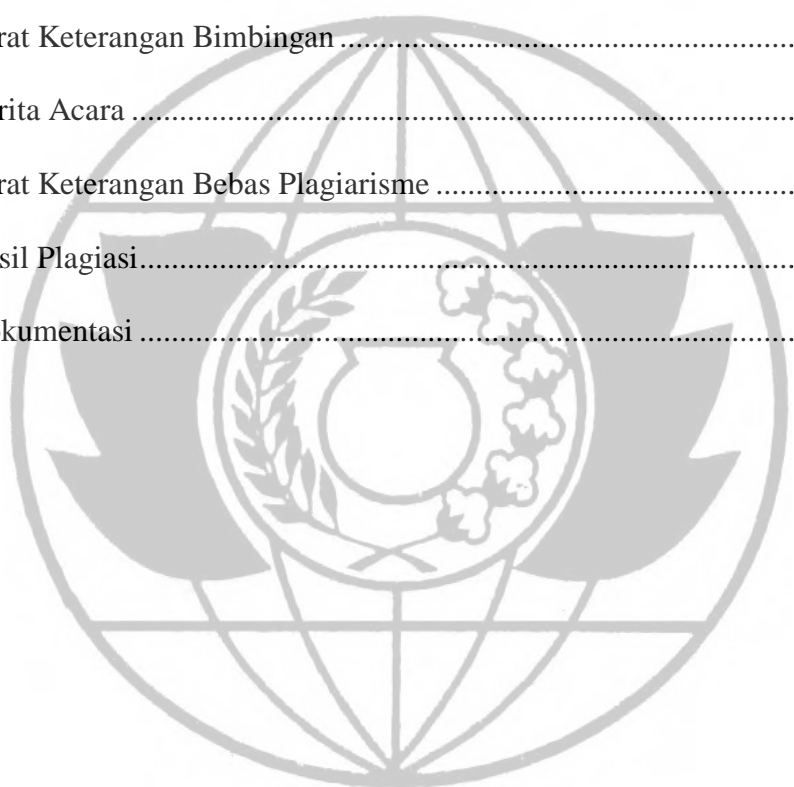 rat Keterangan Bimbingan ....................................................
rita Acara ..............................................................................
rat Keterangan Bebas Plagiarisme ..........................................
sil Plagiasi..............................................................................
kumentasi ..............................................................................